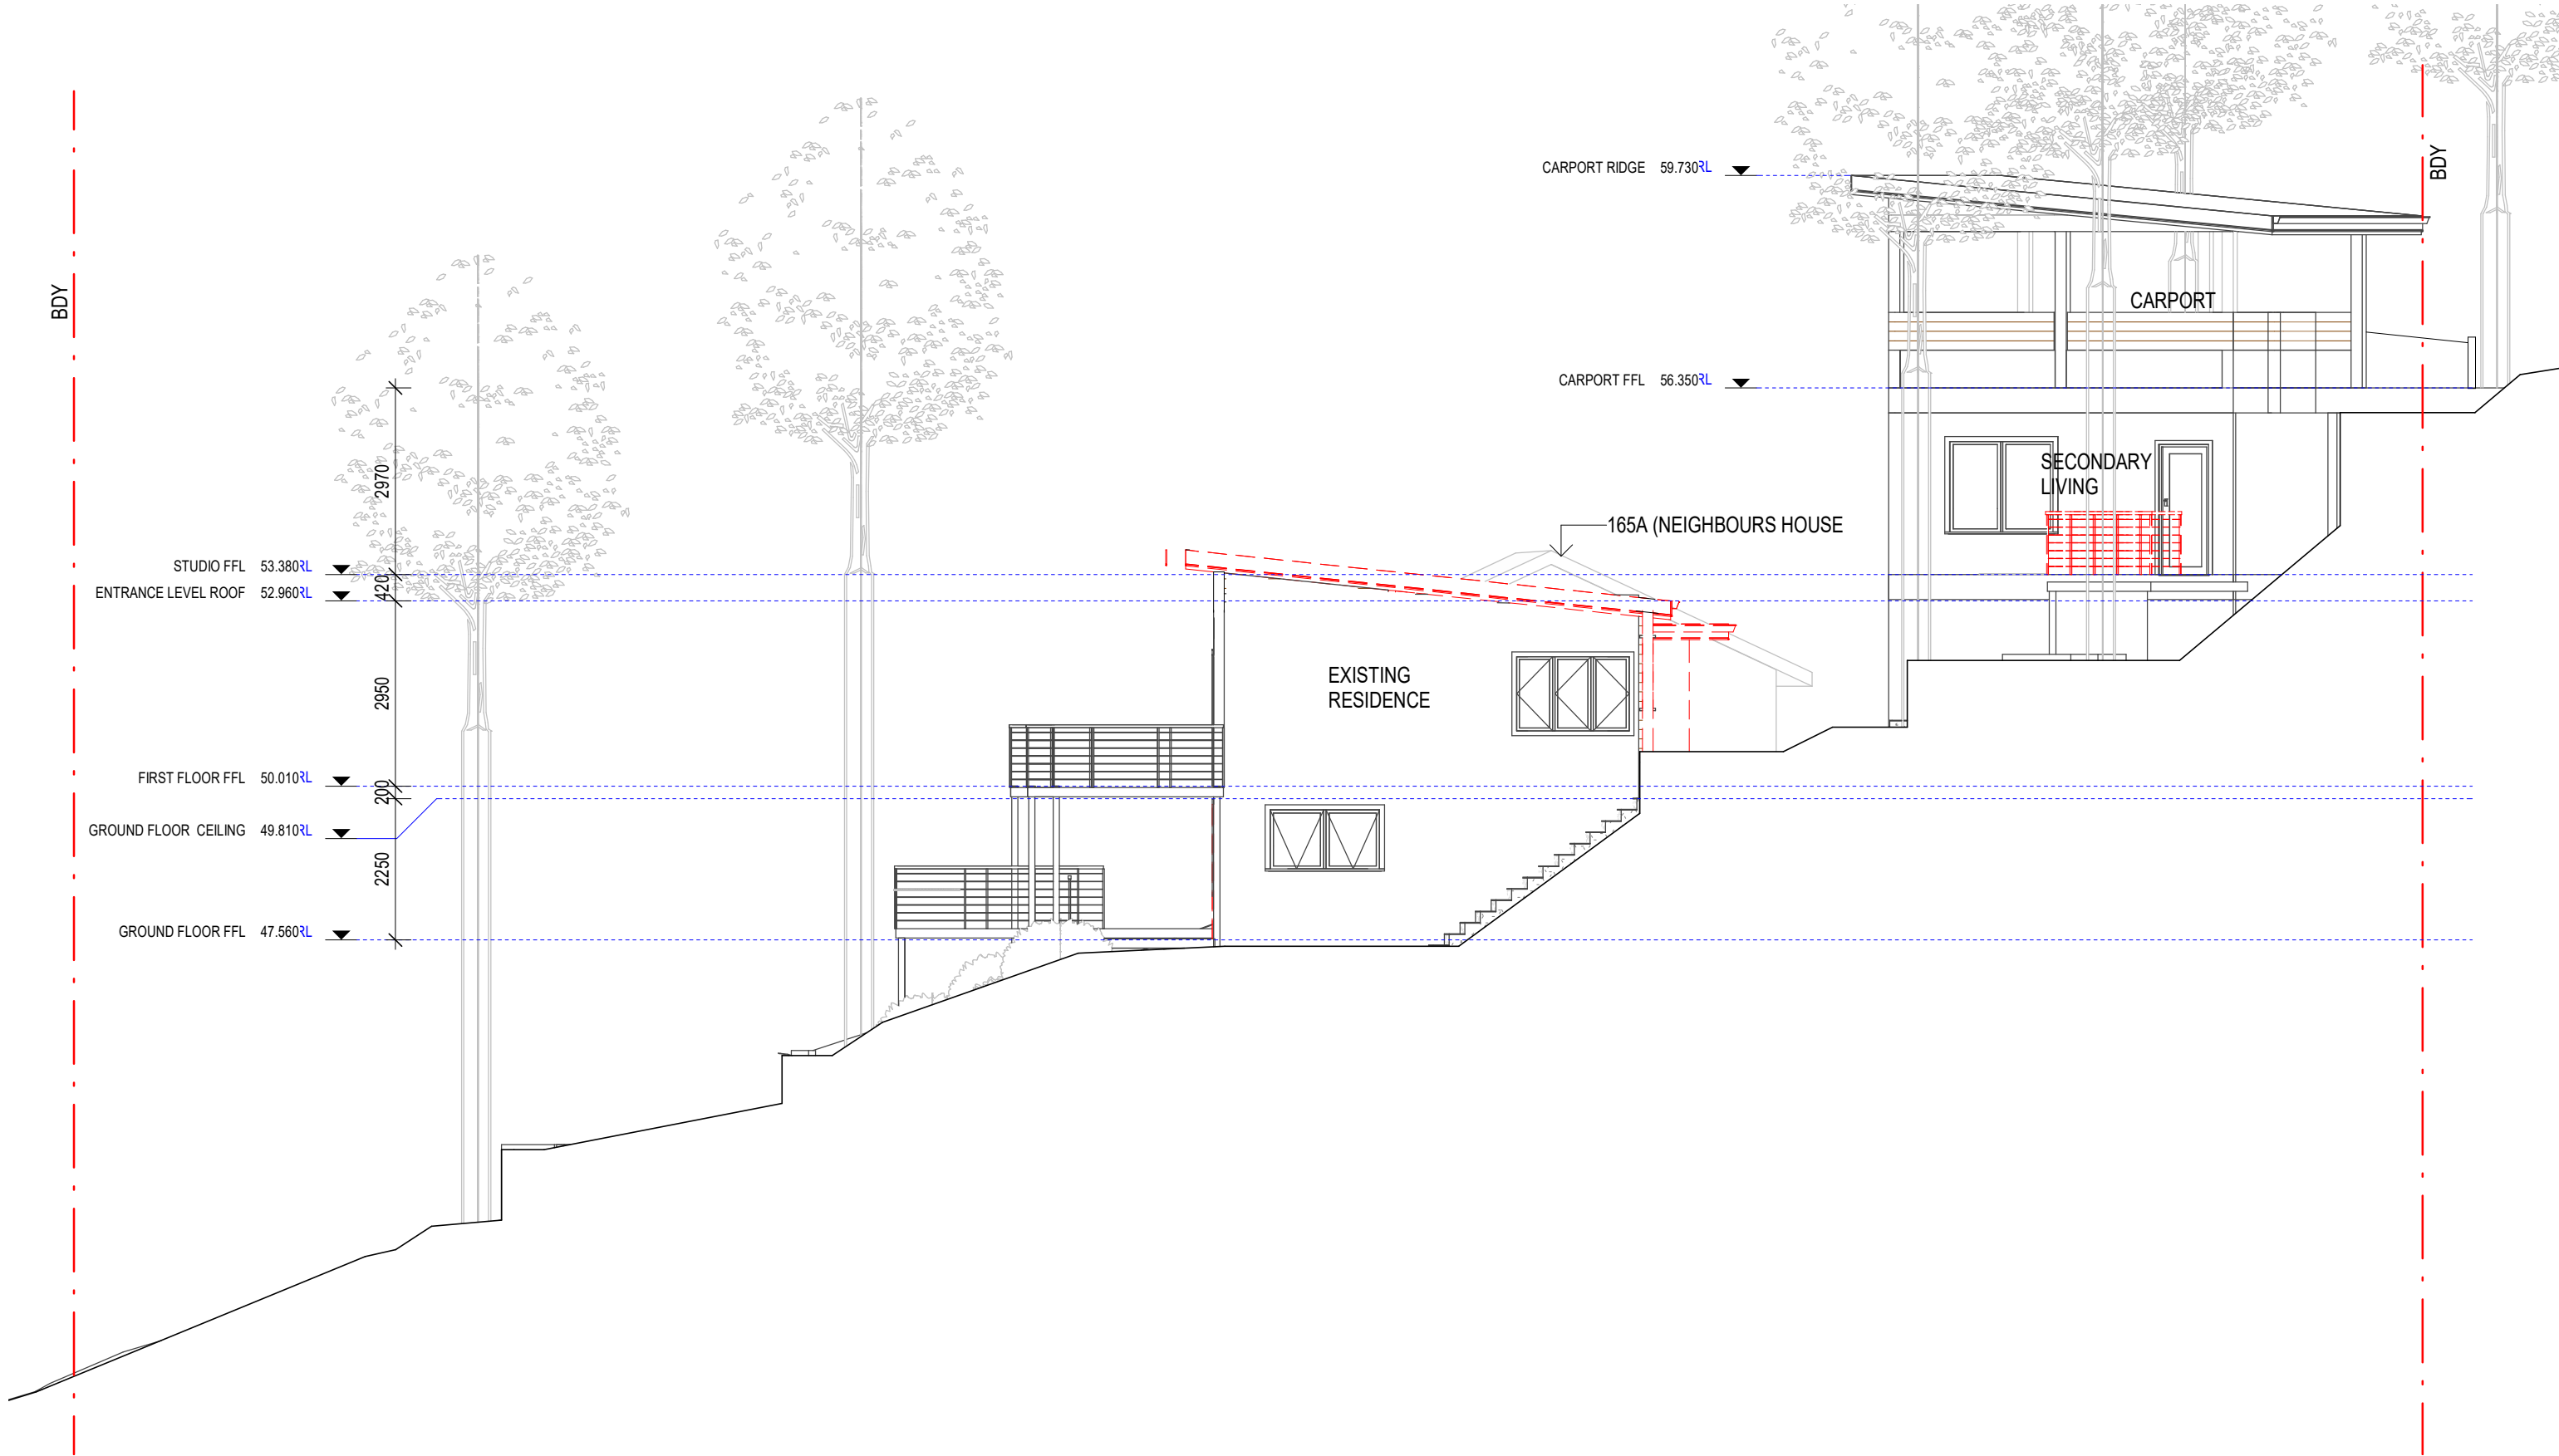 CARPORT RIDGE 59.730RL
BDY
BDY
CARPORT
CARPORT FFL 56.350RL
2970
SECONDARY
LIVING
165A (NEIGHBOURS HOUSE
STUDIO FFL 53.380RL
420
ENTRANCE LEVEL ROOF 52.960RL
EXISTING
RESIDENCE
2950
FIRST FLOOR FFL 50.010RL
200
GROUND FLOOR CEILING 49.810RL
2250
GROUND FLOOR FFL 47.560RL